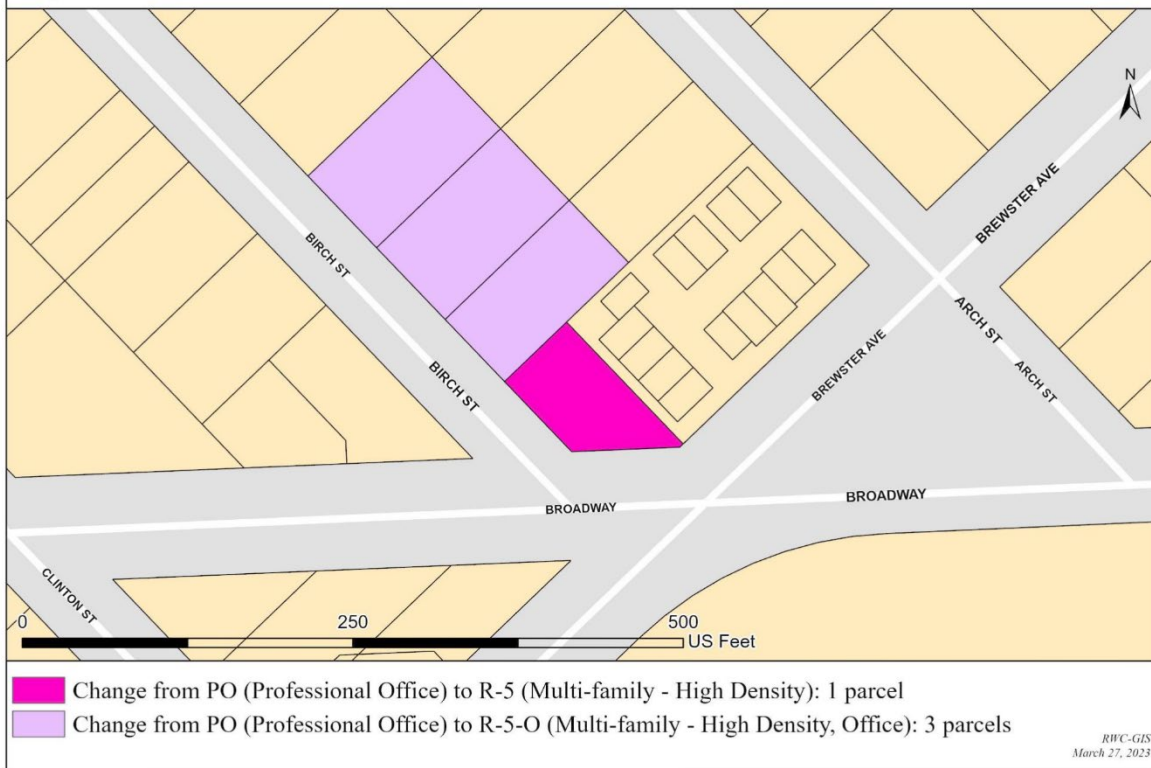 N
BREWSTER AVE
BIRCH ST
ARCH ST
BREWSTER AVE
ARCH ST
BIRCH ST
BROADWAY
BROADWAY
CLINTON ST
0 250 500
US Feet
Change from PO (Professional Office) to R-5 (Multi-family - High Density): 1 parcel
Change from PO (Professional Office) to R-5-O (Multi-family - High Density, Office): 3 parcels
RWC-GIS
March 27, 2023